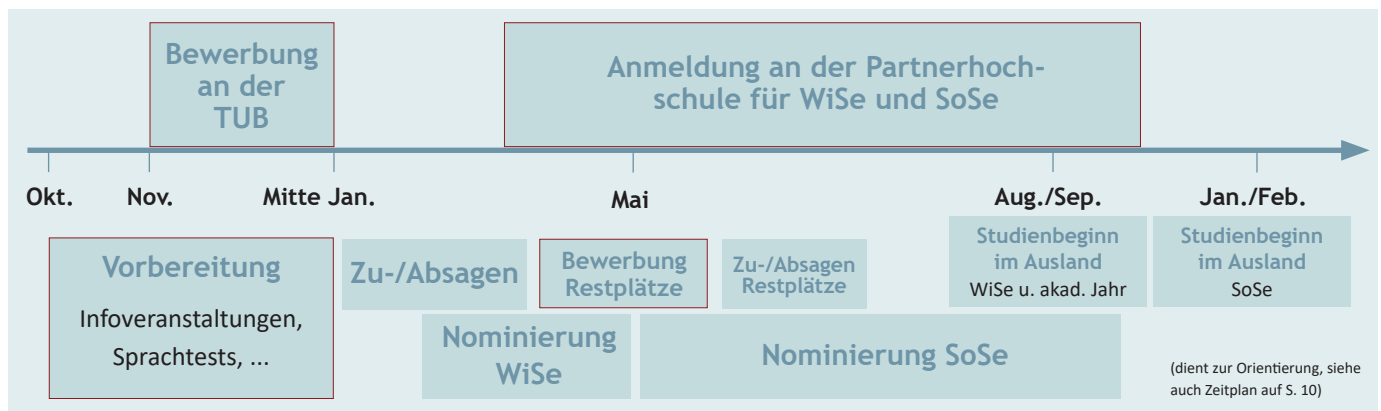 Bewerbung
an der
TUB
Anmeldung an der Partnerhoch-
schule für WiSe und SoSe
Okt.
Nov.
Mitte Jan.
Mai
Aug./Sep.
Jan./Feb.
Vorbereitung
Infoveranstaltungen,
Sprachtests, ...
Zu-/Absagen
Bewerbung
Restplätze
Zu-/Absagen
Restplätze
Studienbeginn
im Ausland
WiSe u. akad. Jahr
Studienbeginn
im Ausland
SoSe
Nominierung
WiSe
Nominierung SoSe
(dient zur Orientierung, siehe
auch Zeitplan auf S. 10)